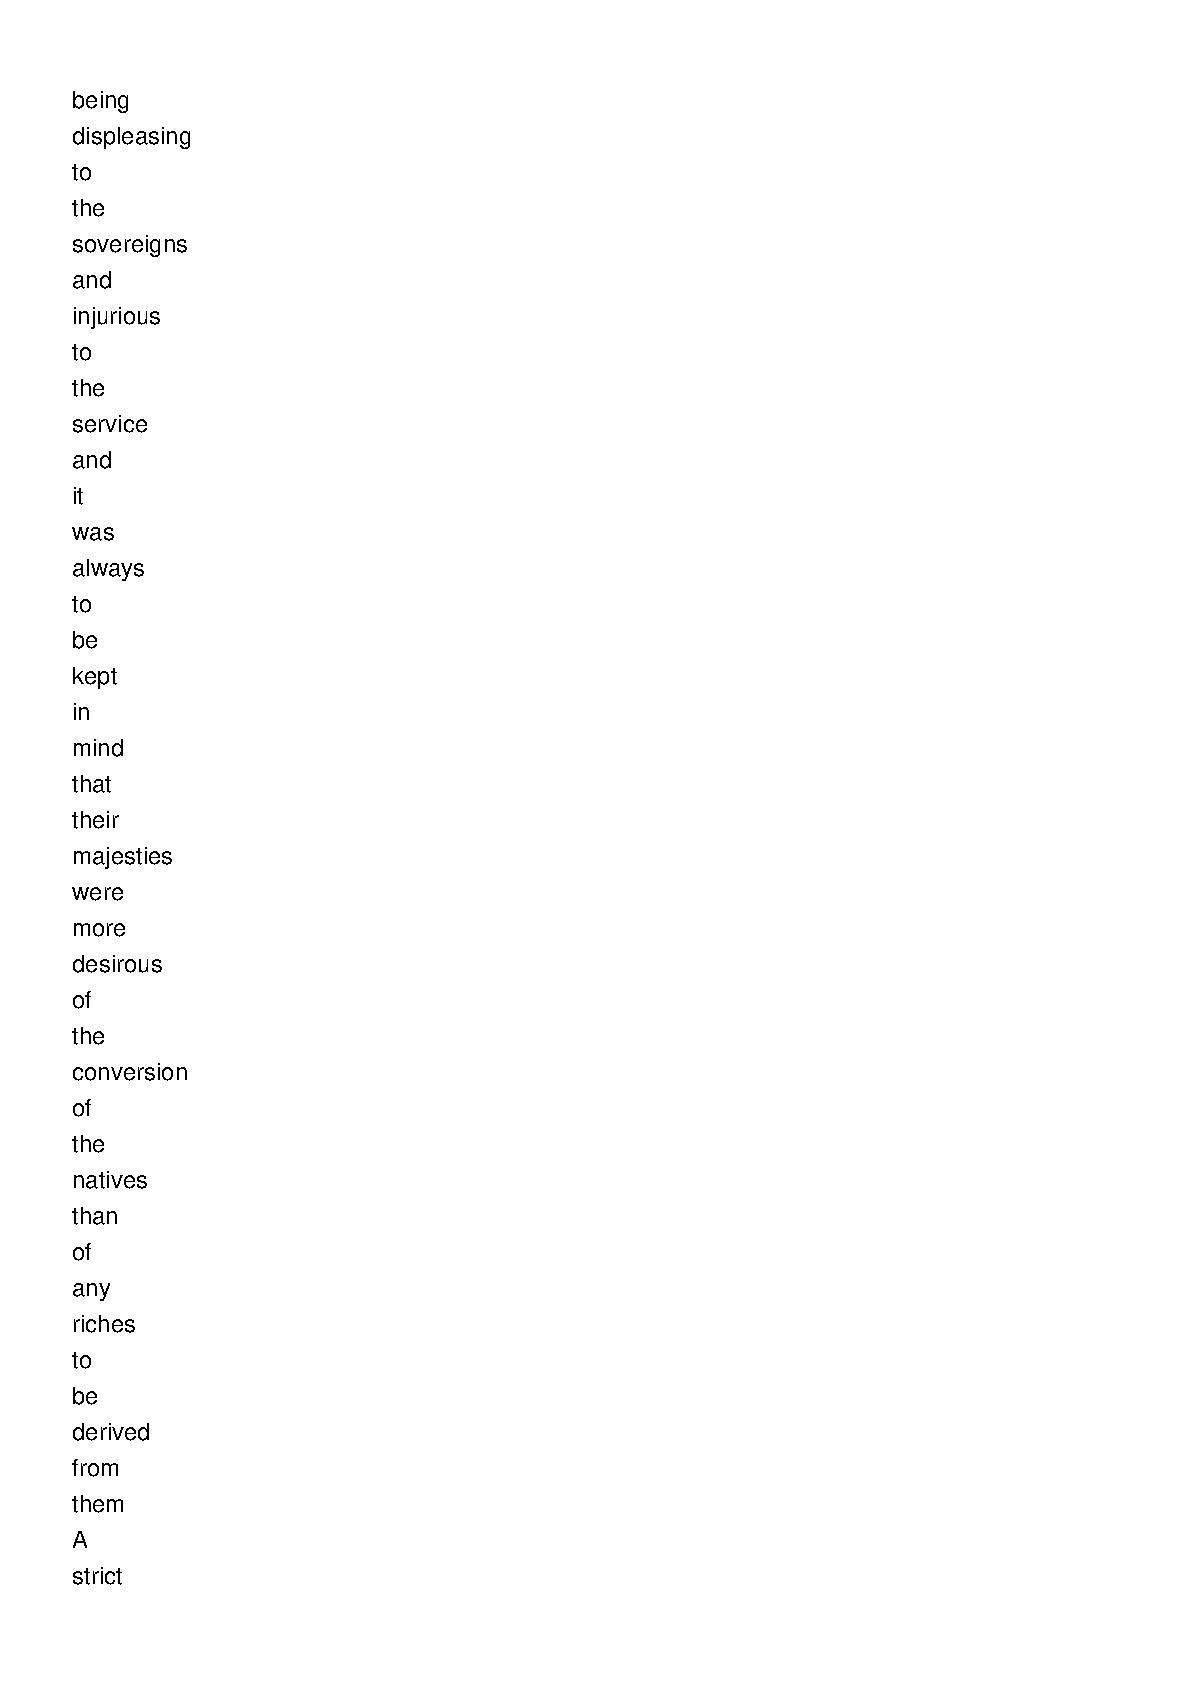 being
displeasing
to
the
sovereigns
and
injurious
to
the
service
and
it
was
always
to
be
kept
in
mind
that
their
majesties
were
more
desirous
of
the
conversion
of
the
natives
than
of
any
riches
to
be
derived
from
them
A
strict